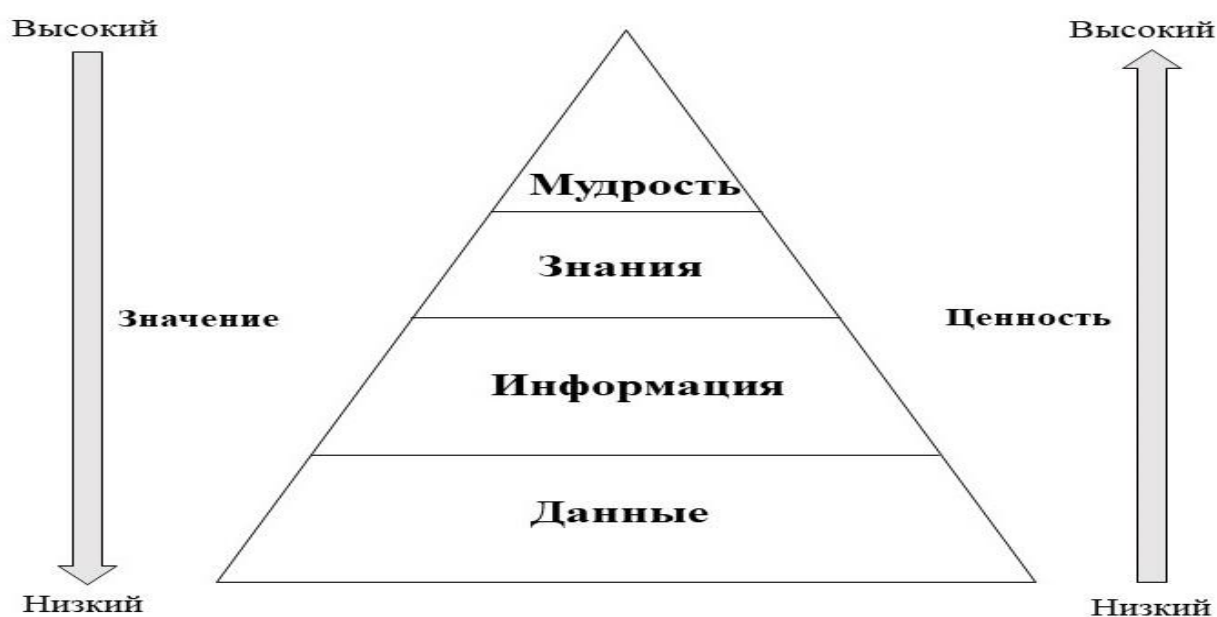 Высокий
Высокий
Мудрость
Знания
Значение
Ценность
Информация
Данные
Низкий
Низкий